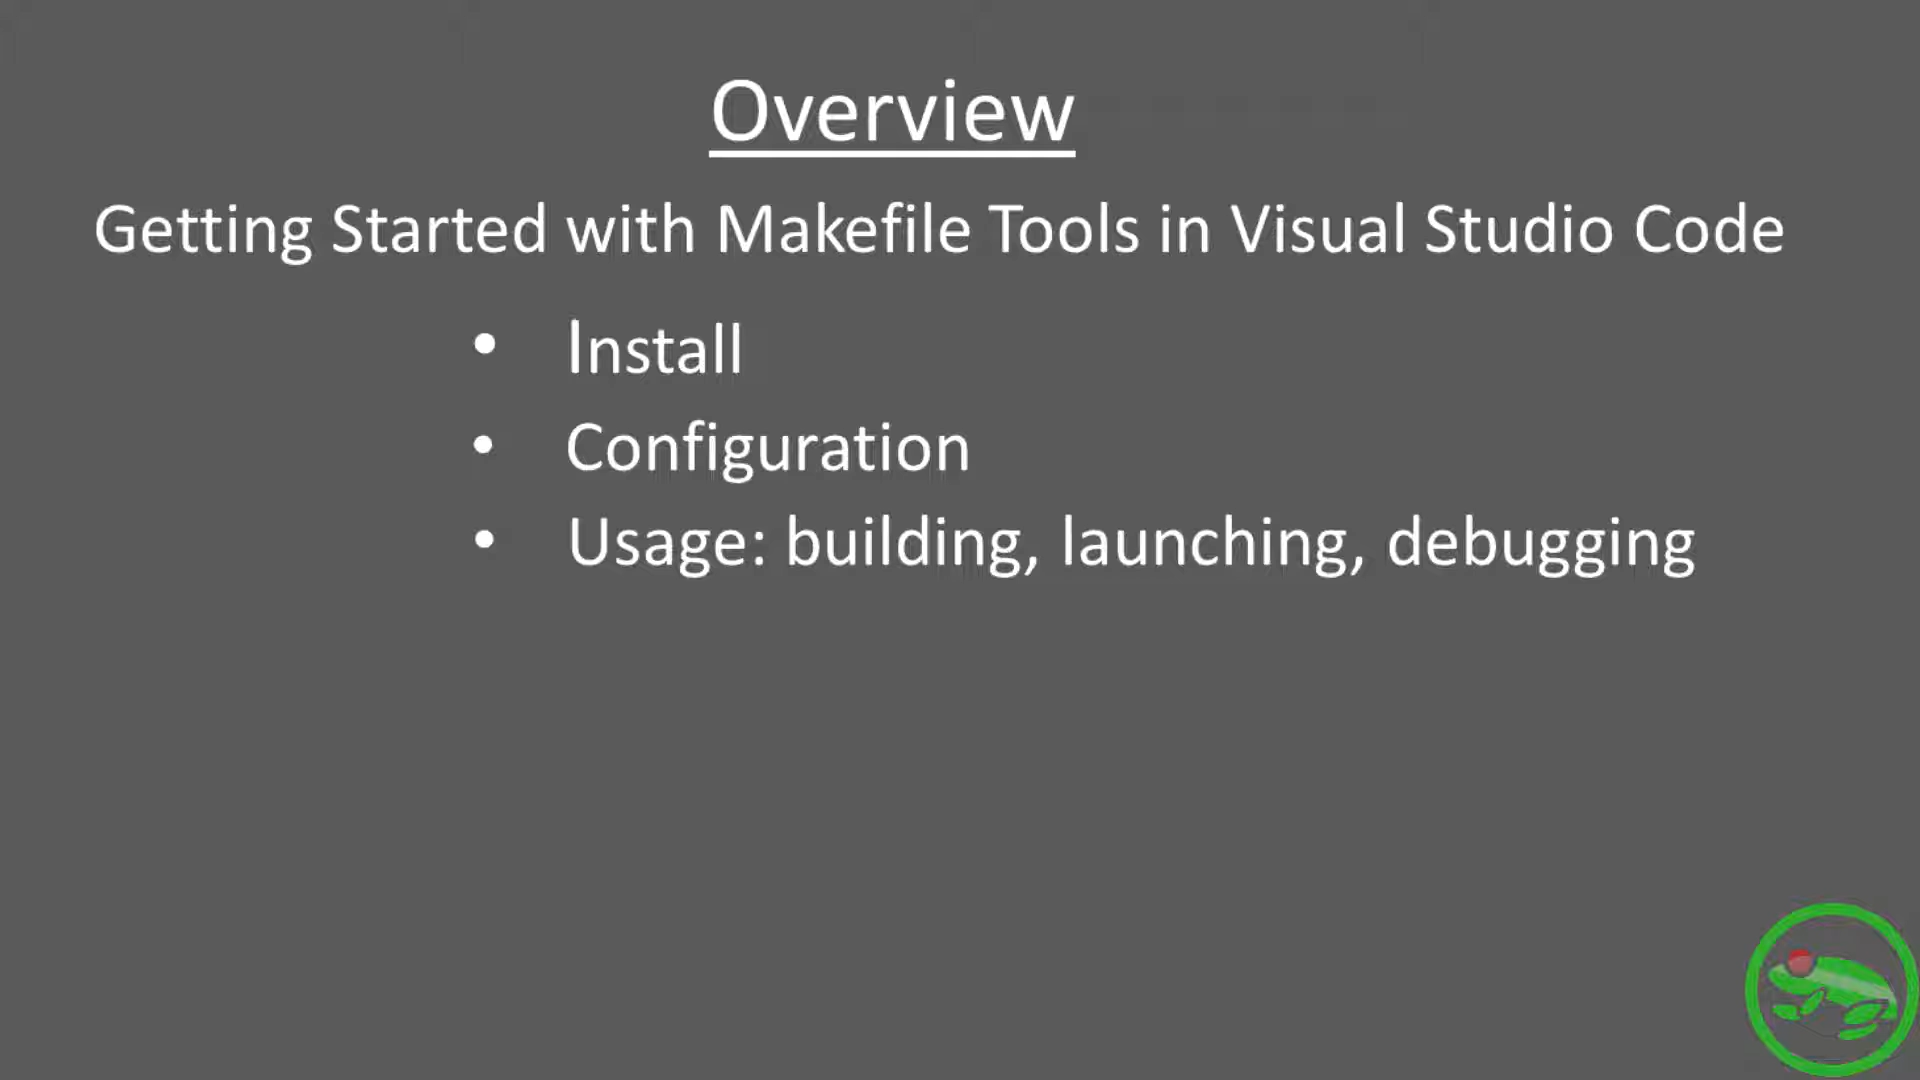 Overview
Getting Started with Makefile Tools in Visual Studio Code
• Install
• Configuration
• Usage: building, launching, debugging